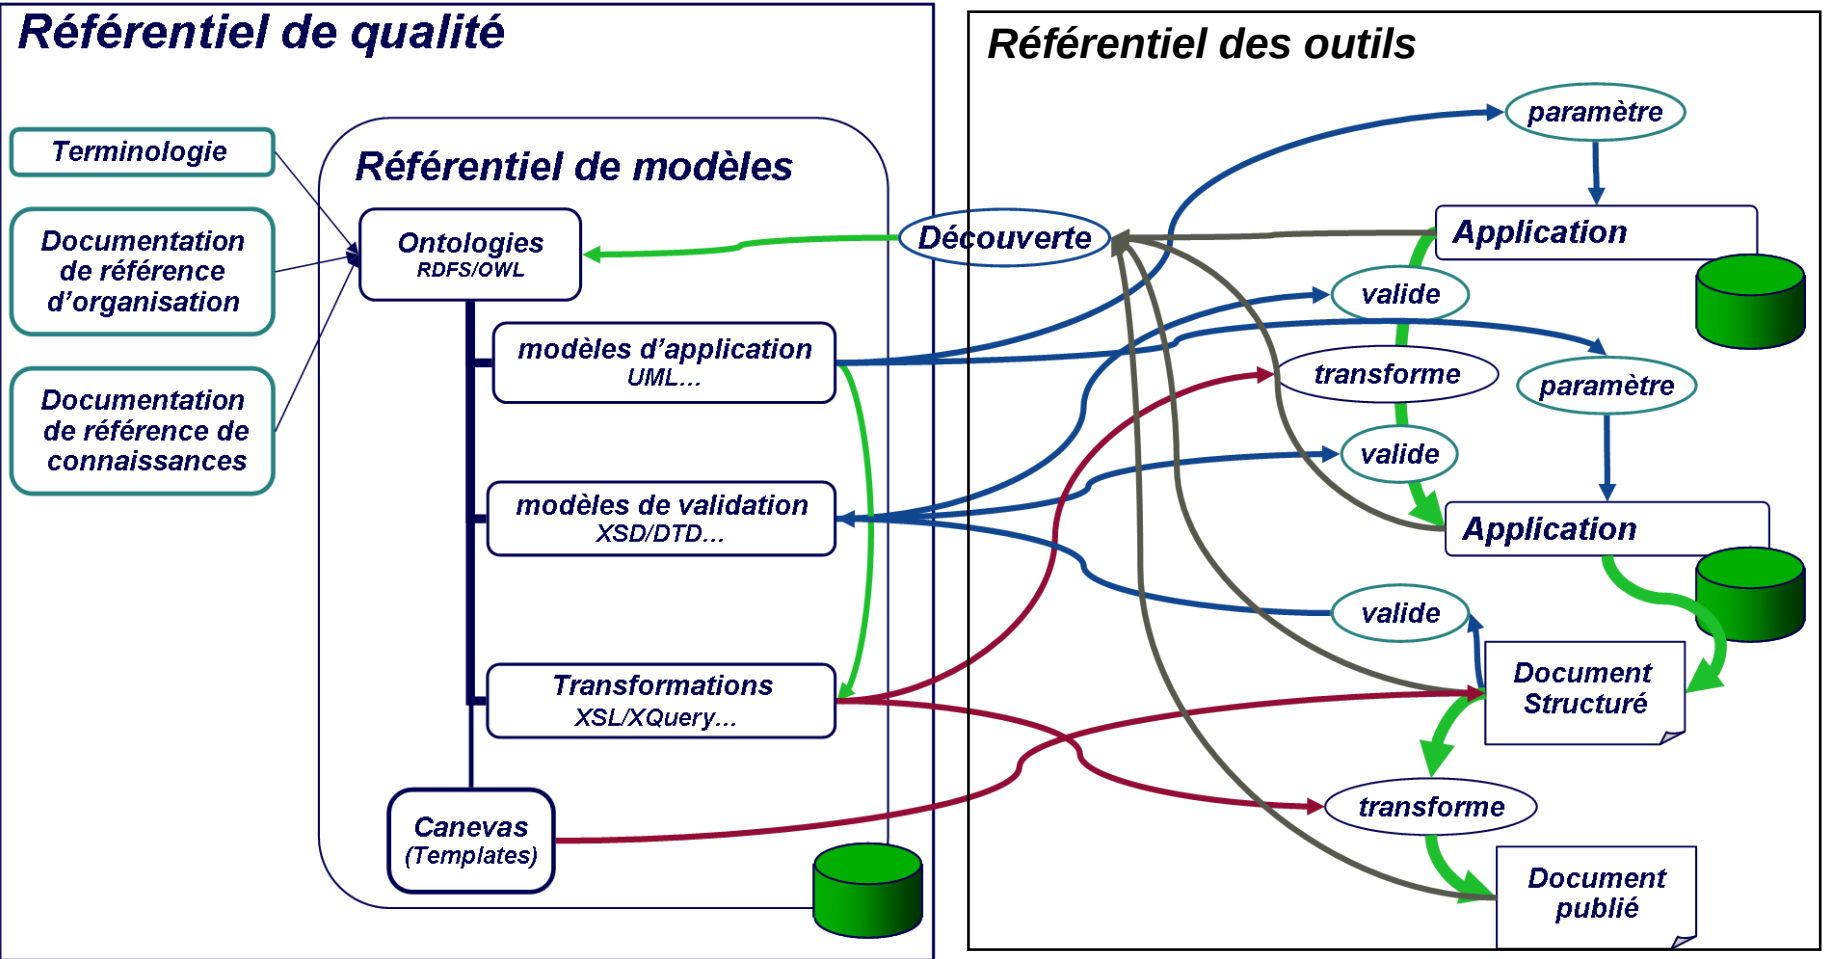 Référentiel de qualité
Terminologie
Documentation
de référence
d’organisation
Documentation
de référence de
connaissances
Référentiel de modèles
Ontologies
RDFS/OWL
modèles d’application
UML…
modèles de validation
XSD/DTD…
Transformations
XSL/XQuery…
Canevas
(Templates)
Découverte
Référentiel des outils
paramètre
Application
valide
transforme
paramètre
valide
Application
valide
Document
Structuré
transforme
Document
publié